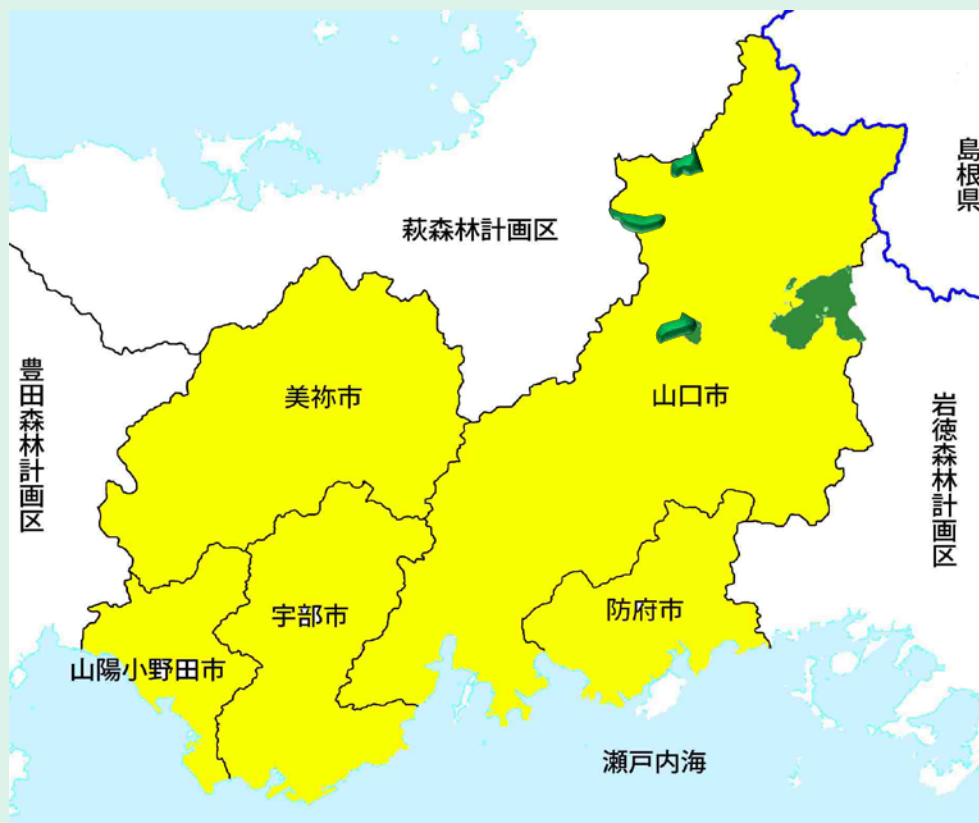 島根県
萩森林計画区
豊田森林計画区
美祢市
山口市
岩徳森林計画区
宇部市
防府市
山陽小野田市
瀬戸内海